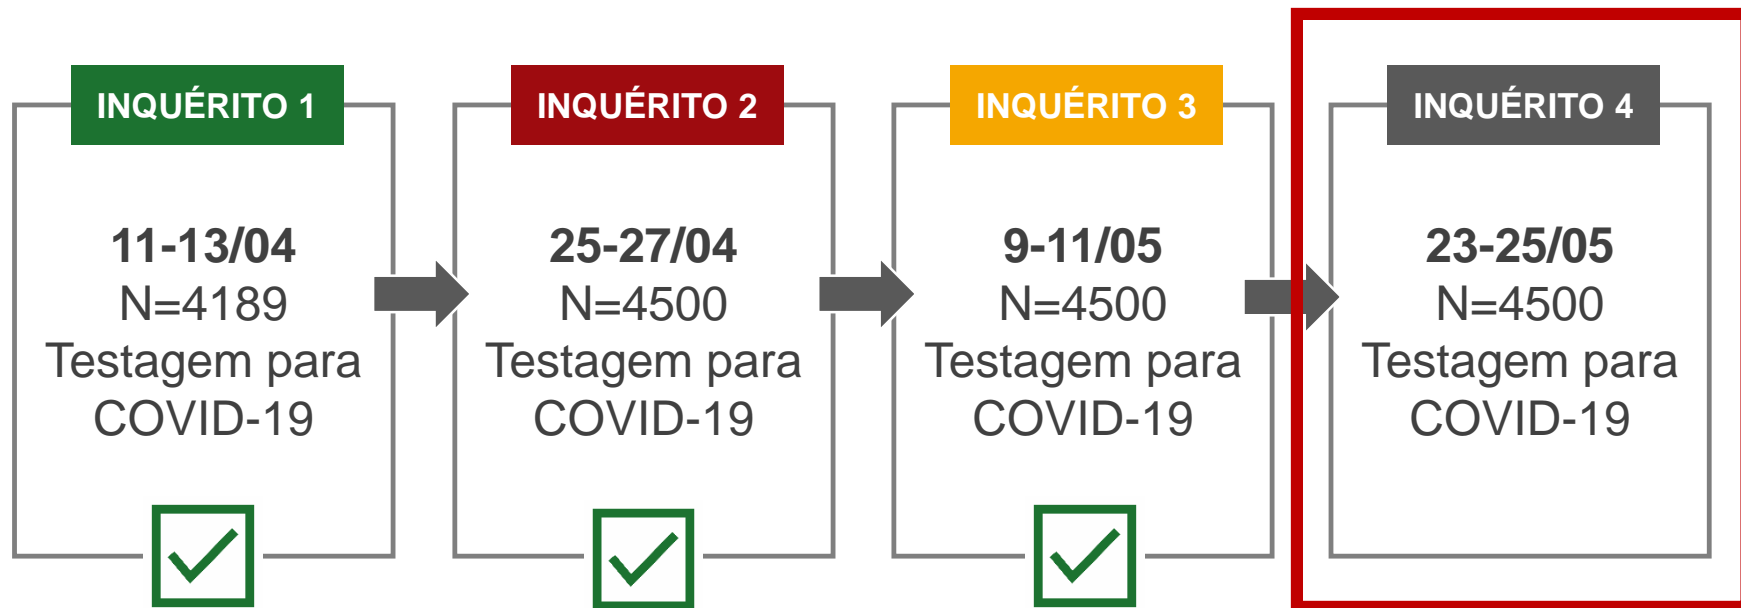 INQUÉRITO 1
11-13/04
N=4189
Testagem para
COVID-19
INQUÉRITO 2
25-27/04
N=4500
Testagem para
COVID-19
INQUÉRITO 3
9-11/05
N=4500
Testagem para
COVID-19
INQUÉRITO 4
23-25/05
N=4500
Testagem para
COVID-19